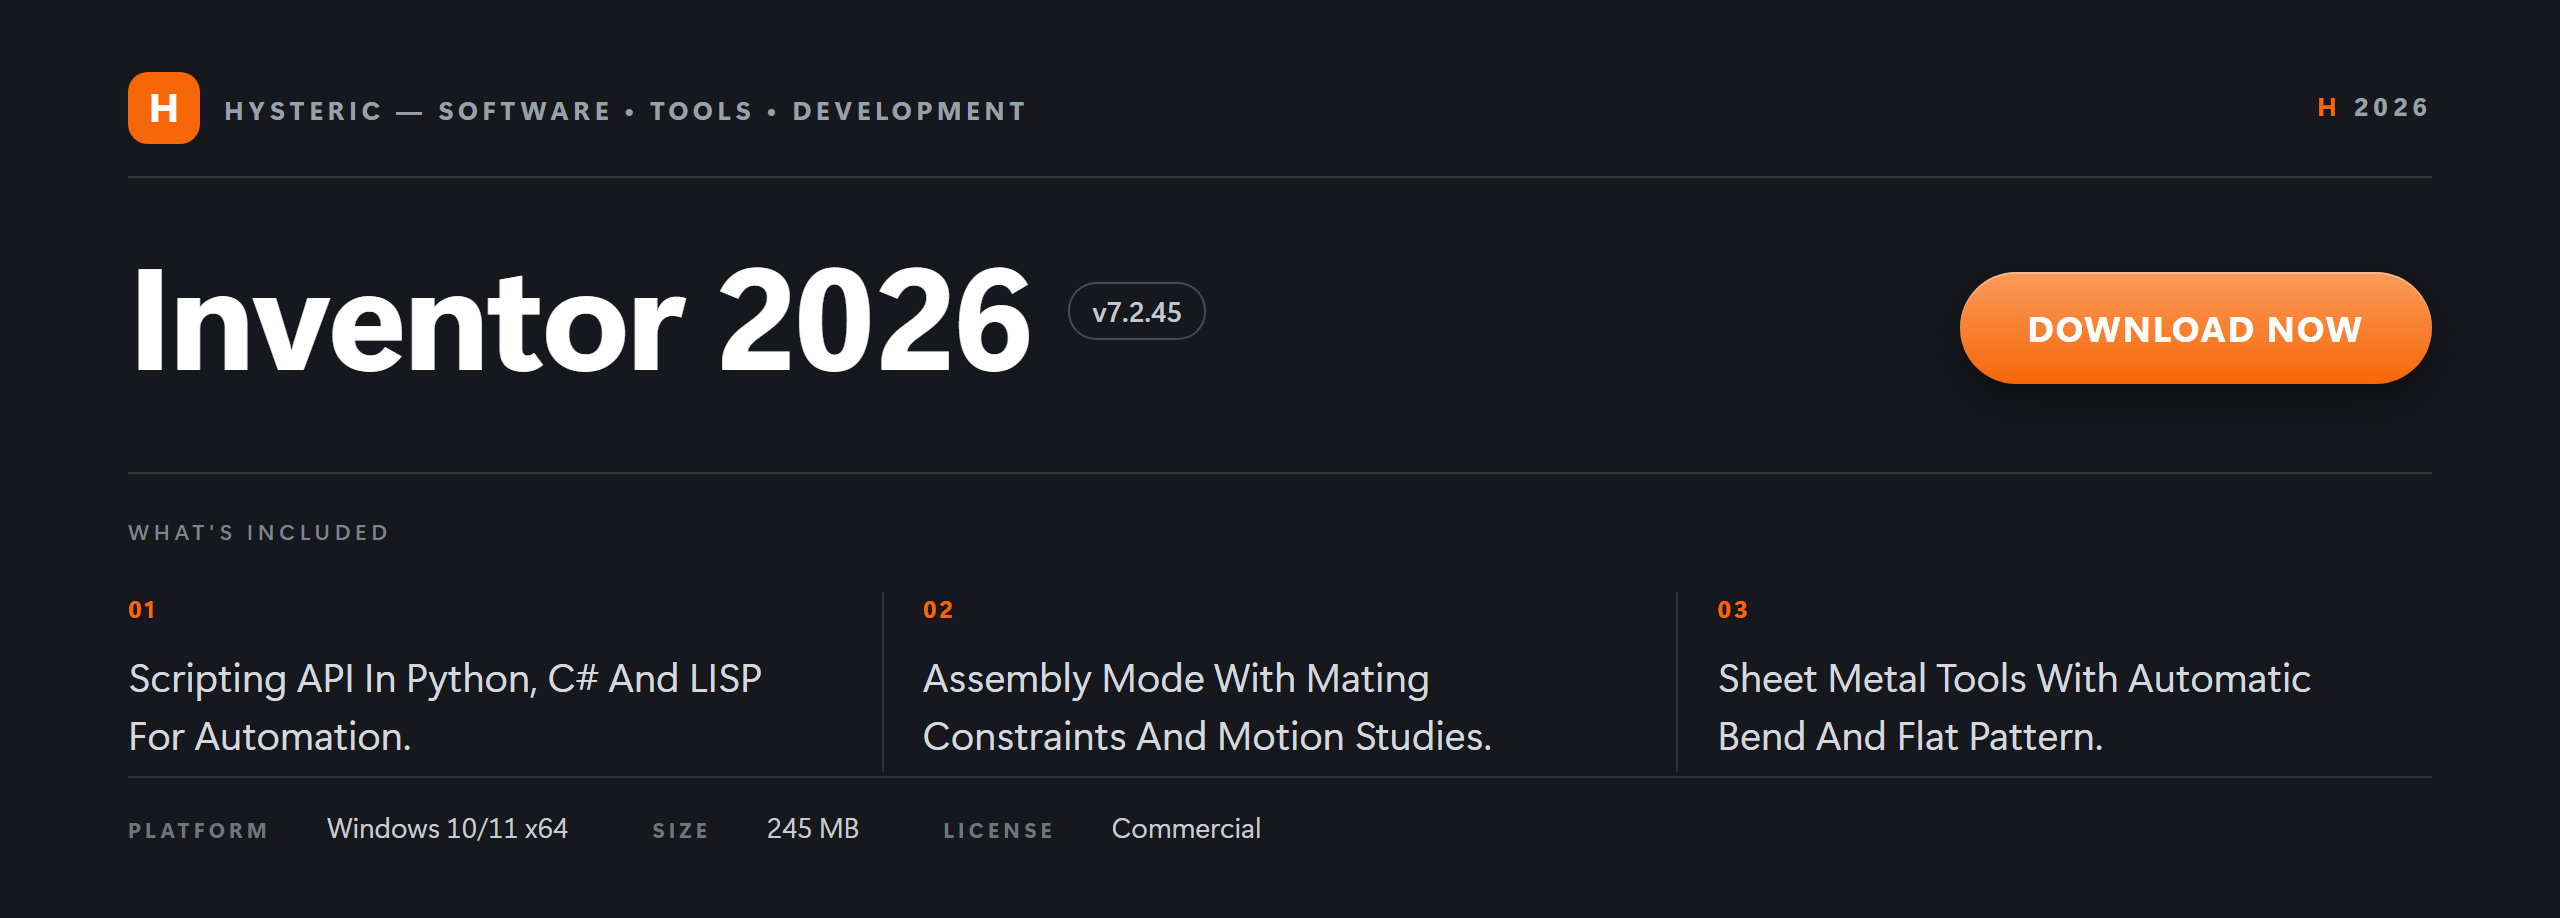 H HYSTERIC — SOFTWARE • TOOLS • DEVELOPMENT
H 2026
Inventor 2026
v7.2.45
DOWNLOAD NOW
WHAT'S INCLUDED
01
Scripting API In Python, C# And LISP
For Automation.
02
Assembly Mode With Mating
Constraints And Motion Studies.
03
Sheet Metal Tools With Automatic
Bend And Flat Pattern.
PLATFORM Windows 10/11 x64 SIZE 245 MB LICENSE Commercial